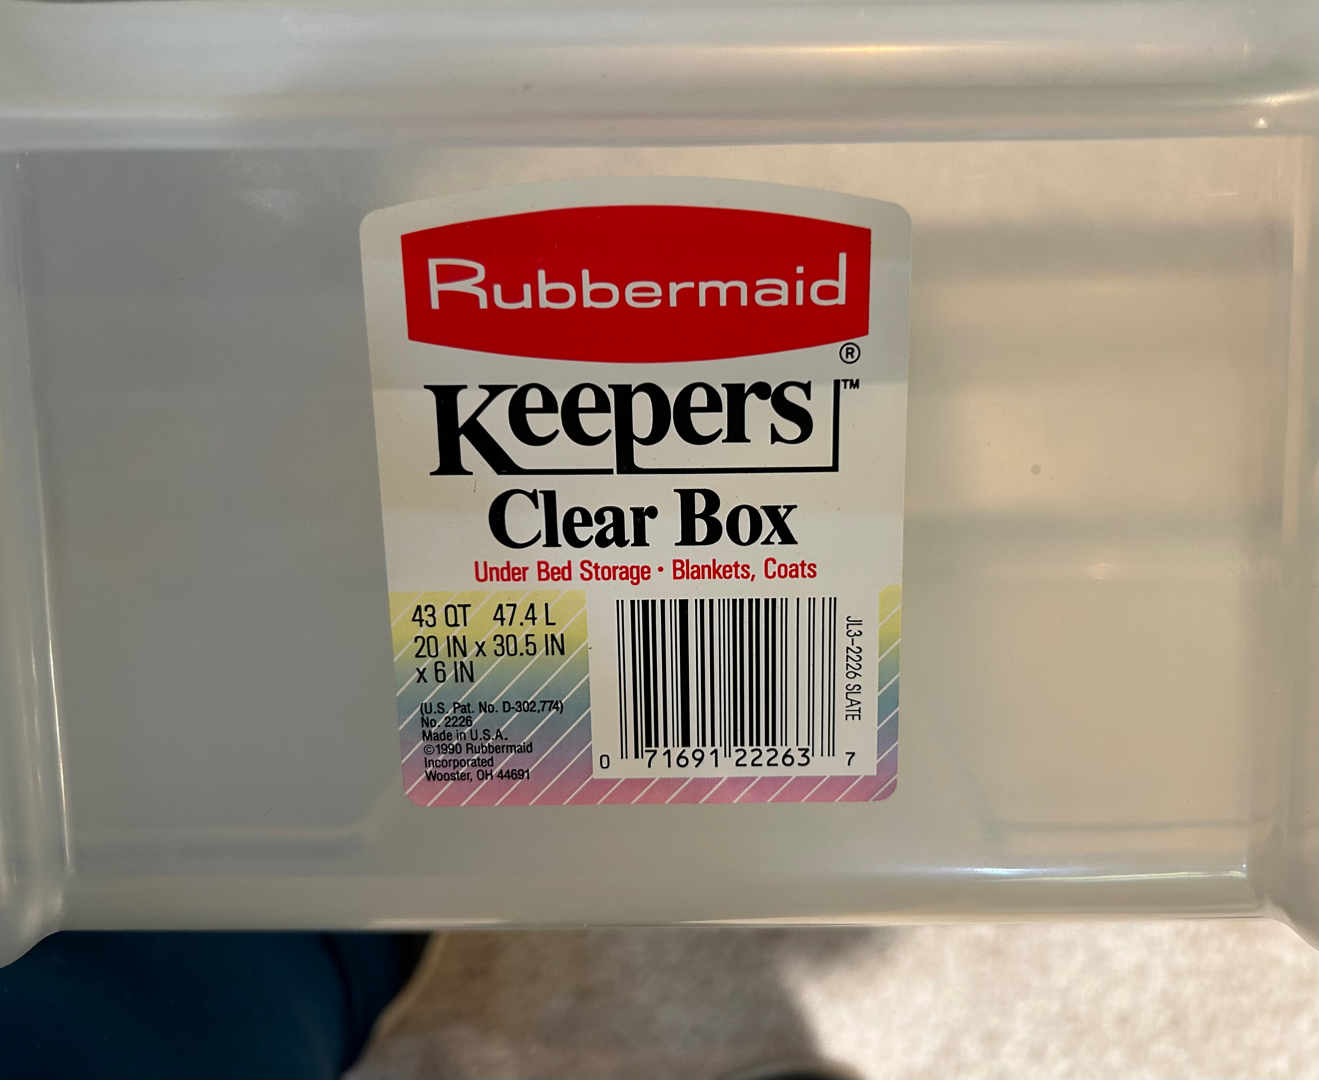 Rubbermaid
®
Keepers™
Clear Box
Under Bed Storage • Blankets, Coats
43 QT 47.4 L
20 IN x 30.5 IN
x 6 IN
(U.S. Pat. No. D-302,774)
No. 2226
Made in U.S.A.
©1990 Rubbermaid
Incorporated
Wooster, OH 44691
0 71691 22263 7
JL3-2226 SLATE